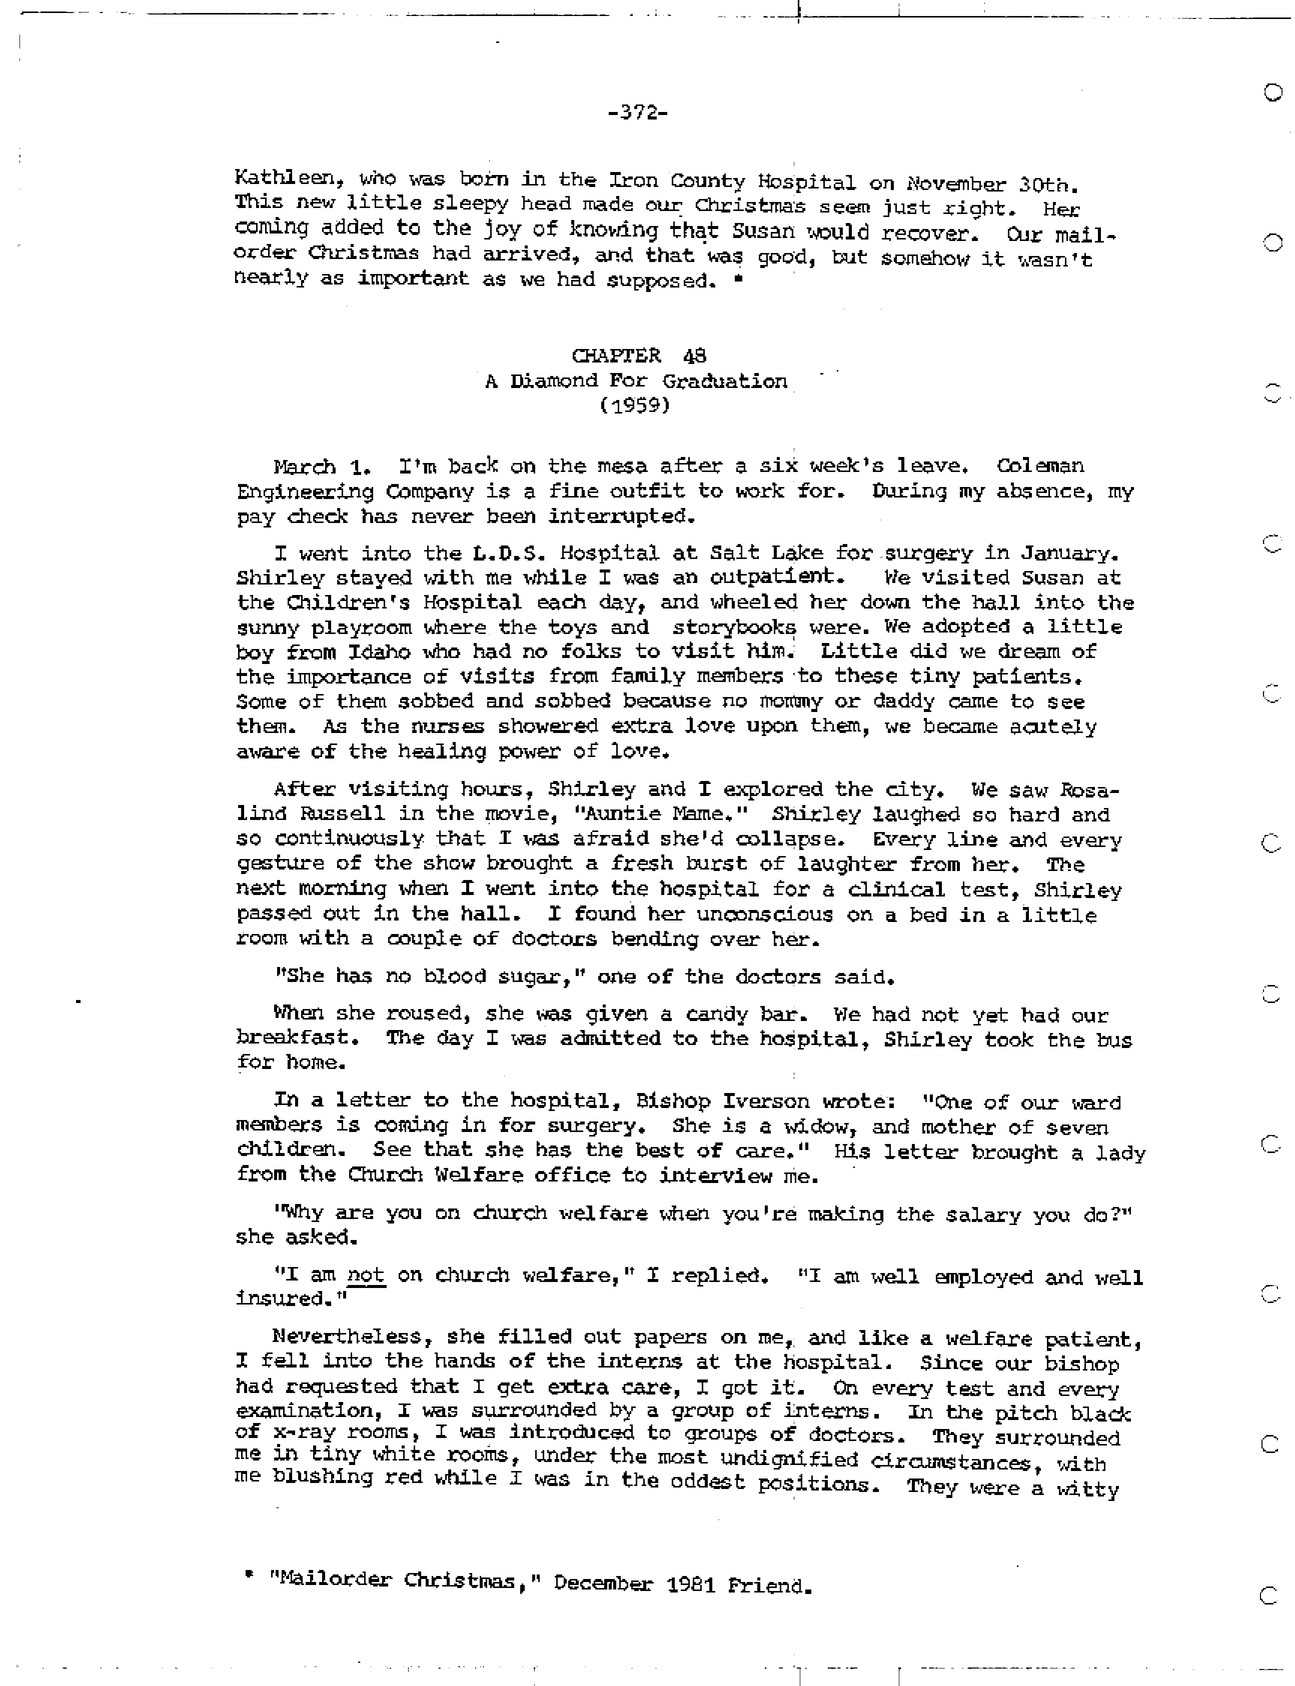 -372-
Kathleen, who was born in the Iron County Hospital on November 30th.
This new little sleepy head made our Christmas seem just right.  Her
coming added to the joy of knowing that Susan would recover.  Our mail-
order Christmas had arrived, and that was good, but somehow it wasn't
nearly as important as we had supposed. *
CHAPTER  48
A Diamond For Graduation
(1959)
March 1.  I'm back on the mesa after a six week's leave.  Coleman
Engineering Company is a fine outfit to work for.  During my absence, my
pay check has never been interrupted.
I went into the L.D.S. Hospital at Salt Lake for surgery in January.
Shirley stayed with me while I was an outpatient.  We visited Susan at
the Children's Hospital each day, and wheeled her down the hall into the
sunny playroom where the toys and  storybooks were. We adopted a little
boy from Idaho who had no folks to visit him.  Little did we dream of
the importance of visits from family members to these tiny patients.
Some of them sobbed and sobbed because no mommy or daddy came to see
them.  As the nurses showered extra love upon them, we became acutely
aware of the healing power of love.
After visiting hours, Shirley and I explored the city.  We saw Rosa-
lind Russell in the movie, "Auntie Mame."  Shirley laughed so hard and
so continuously that I was afraid she'd collapse.  Every line and every
gesture of the show brought a fresh burst of laughter from her.  The
next morning when I went into the hospital for a clinical test, Shirley
passed out in the hall.  I found her unconscious on a bed in a little
room with a couple of doctors bending over her.
"She has no blood sugar," one of the doctors said.
When she roused, she was given a candy bar.  We had not yet had our
breakfast.  The day I was admitted to the hospital, Shirley took the bus
for home.
In a letter to the hospital, Bishop Iverson wrote:  "One of our ward
members is coming in for surgery.  She is a widow, and mother of seven
children.  See that she has the best of care."  His letter brought a lady
from the Church Welfare office to interview me.
"Why are you on church welfare when you're making the salary you do?"
she asked.
"I am not on church welfare," I replied.  "I am well employed and well
insured."
Nevertheless, she filled out papers on me, and like a welfare patient,
I fell into the hands of the interns at the hospital.  Since our bishop
had requested that I get extra care, I got it.  On every test and every
examination, I was surrounded by a group of interns.  In the pitch black
of x-ray rooms, I was introduced to groups of doctors.  They surrounded
me in tiny white rooms, under the most undignified circumstances, with
me blushing red while I was in the oddest positions.  They were a witty
* "Mailorder Christmas," December 1981 Friend.